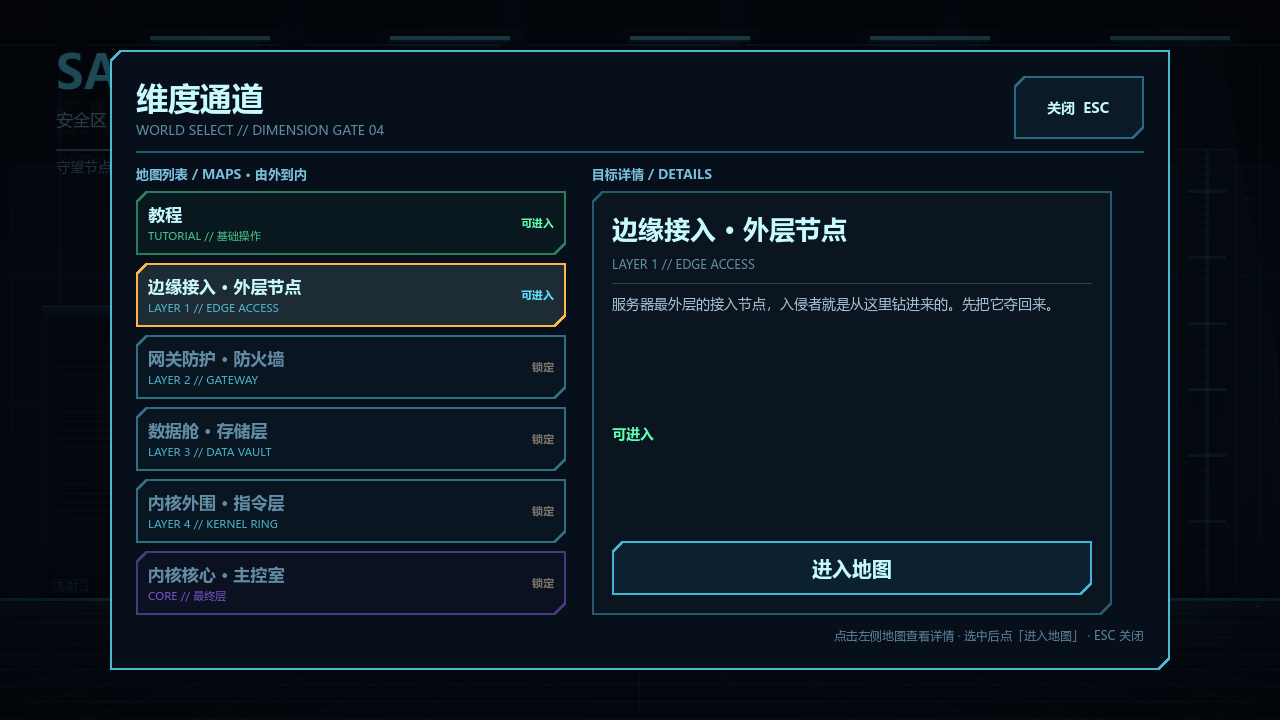 SA
安全区
守望节点
维度通道
WORLD SELECT // DIMENSION GATE 04
关闭 ESC
地图列表 / MAPS · 由外到内
教程
TUTORIAL // 基础操作
可进入
边缘接入 · 外层节点
LAYER 1 // EDGE ACCESS
可进入
网关防护 · 防火墙
LAYER 2 // GATEWAY
锁定
数据舱 · 存储层
LAYER 3 // DATA VAULT
锁定
内核外围 · 指令层
LAYER 4 // KERNEL RING
锁定
内核核心 · 主控室
CORE // 最终层
锁定
目标详情 / DETAILS
边缘接入 · 外层节点
LAYER 1 // EDGE ACCESS
服务器最外层的接入节点，入侵者就是从这里钻进来的。先把它夺回来。
可进入
进入地图
点击左侧地图查看详情 · 选中后点「进入地图」 · ESC 关闭